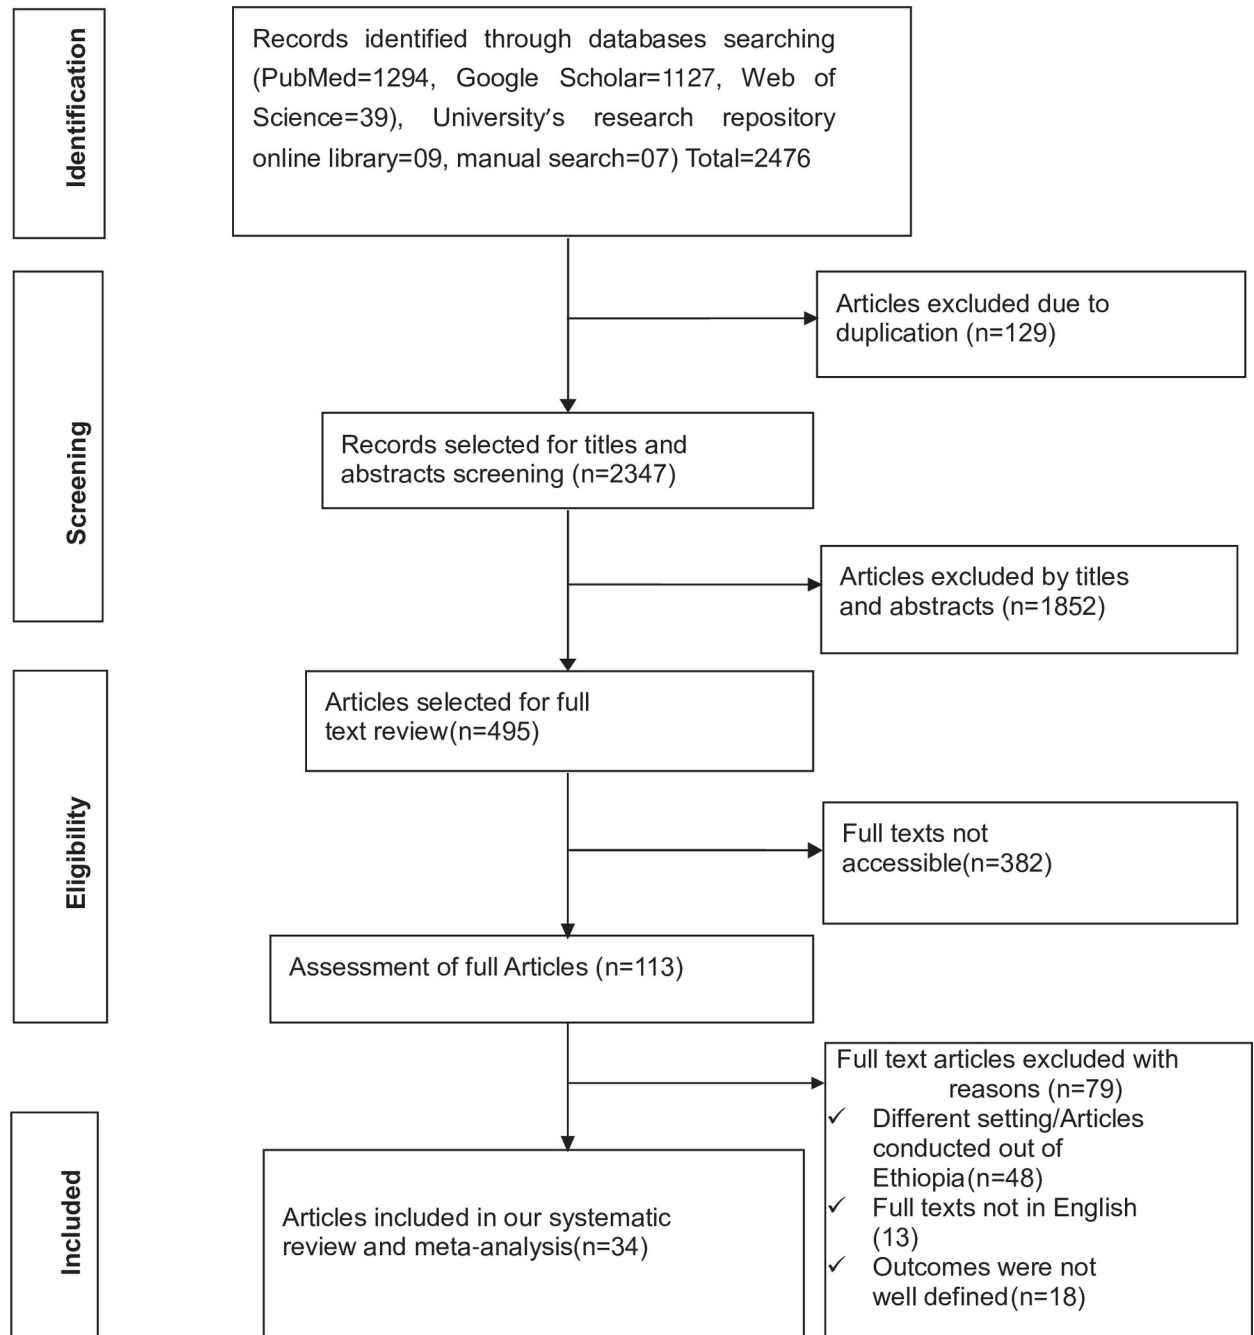 Identification
Records identified through databases searching
(PubMed=1294, Google Scholar=1127, Web of
Science=39), University's research repository
online library=09, manual search=07) Total=2476
Screening
Articles excluded due to
duplication (n=129)
Records selected for titles and
abstracts screening (n=2347)
Articles excluded by titles
and abstracts (n=1852)
Eligibility
Articles selected for full
text review(n=495)
Full texts not
accessible(n=382)
Assessment of full Articles (n=113)
Included
Full text articles excluded with
reasons (n=79)
✓ Different setting/Articles
conducted out of
Ethiopia(n=48)
✓ Full texts not in English
(13)
✓ Outcomes were not
well defined(n=18)
Articles included in our systematic
review and meta-analysis(n=34)